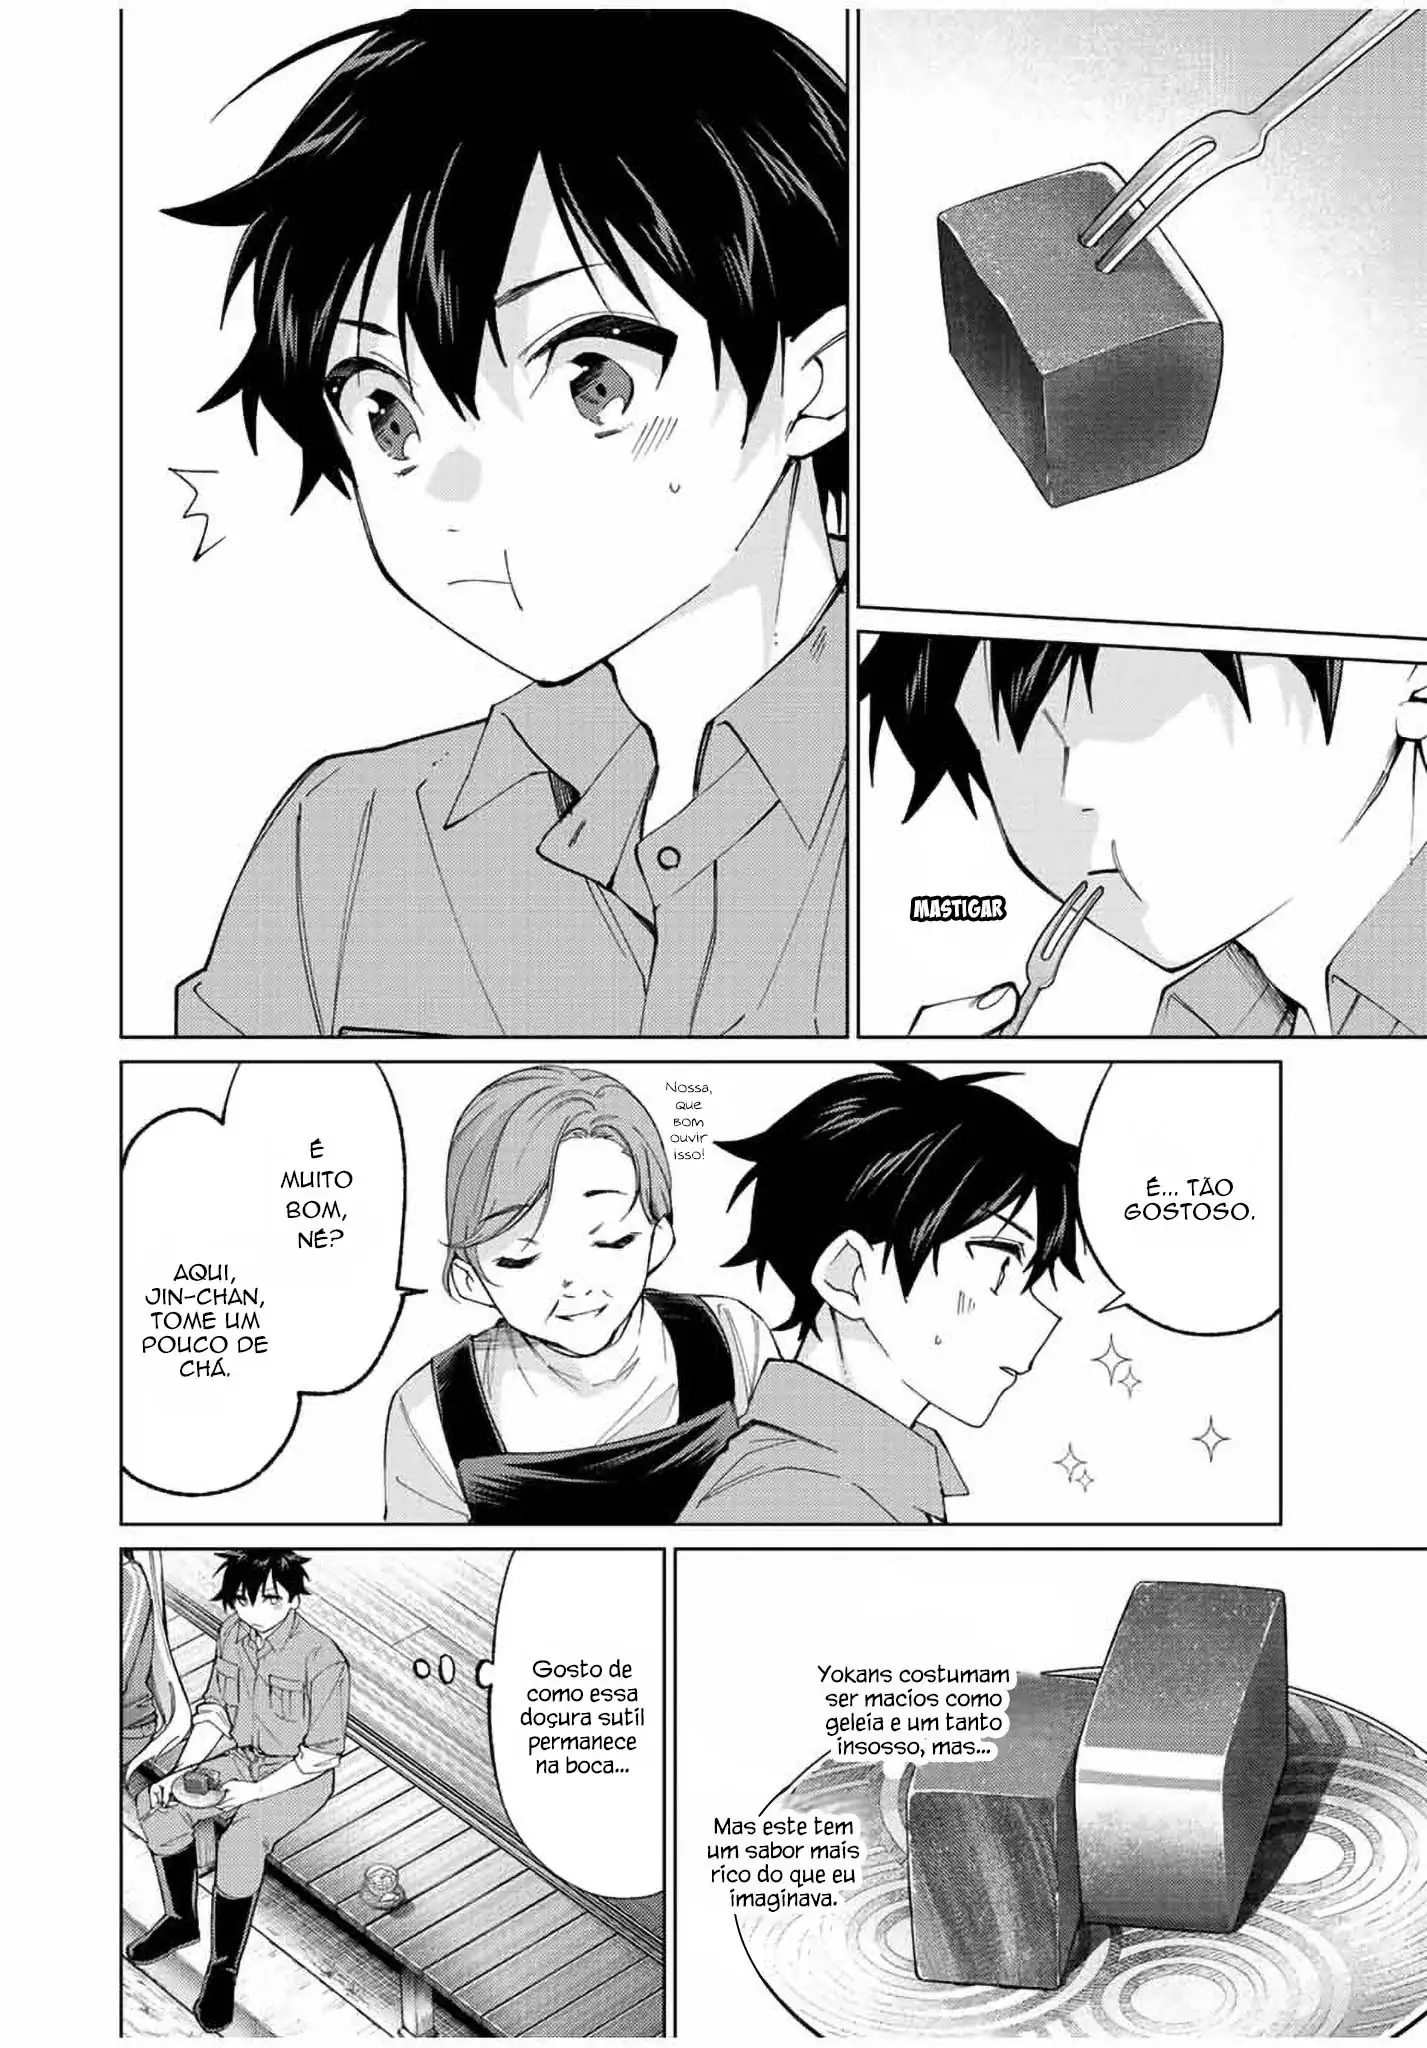 MASTIGAR
É... TÃO
GOSTOSO.
Nossa,
que
bom
ouvir
isso!
É
MUITO
BOM,
NÉ?
AQUI,
JIN-CHAN,
TOME UM
POUCO DE
CHÁ.
Yokans costumam
ser macios como
geleia e um tanto
insosso, mas...
Mas este tem
um sabor mais
rico do que eu
imaginava.
Gosto de
como essa
doçura sutil
permanece
na boca...